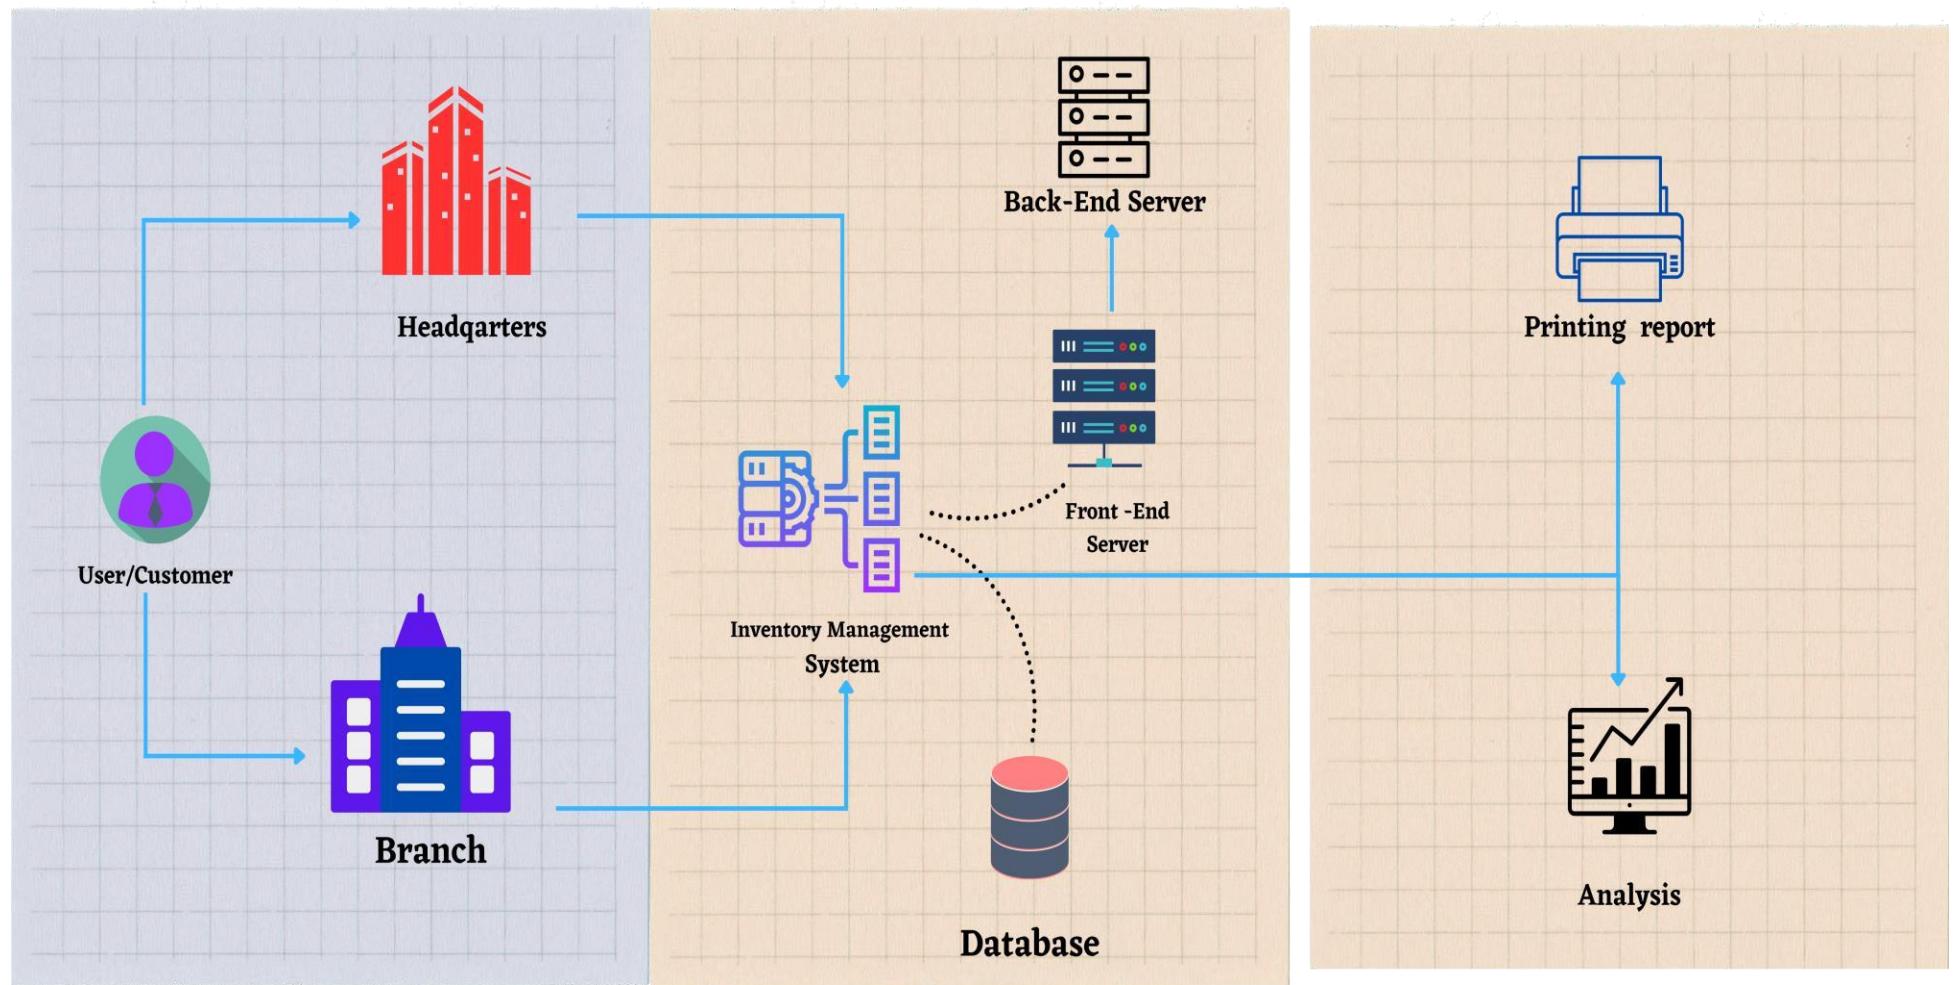 Back-End Server
Headqarters
Printing report
Front -End
Server
User/Customer
Inventory Management
System
Branch
Analysis
Database